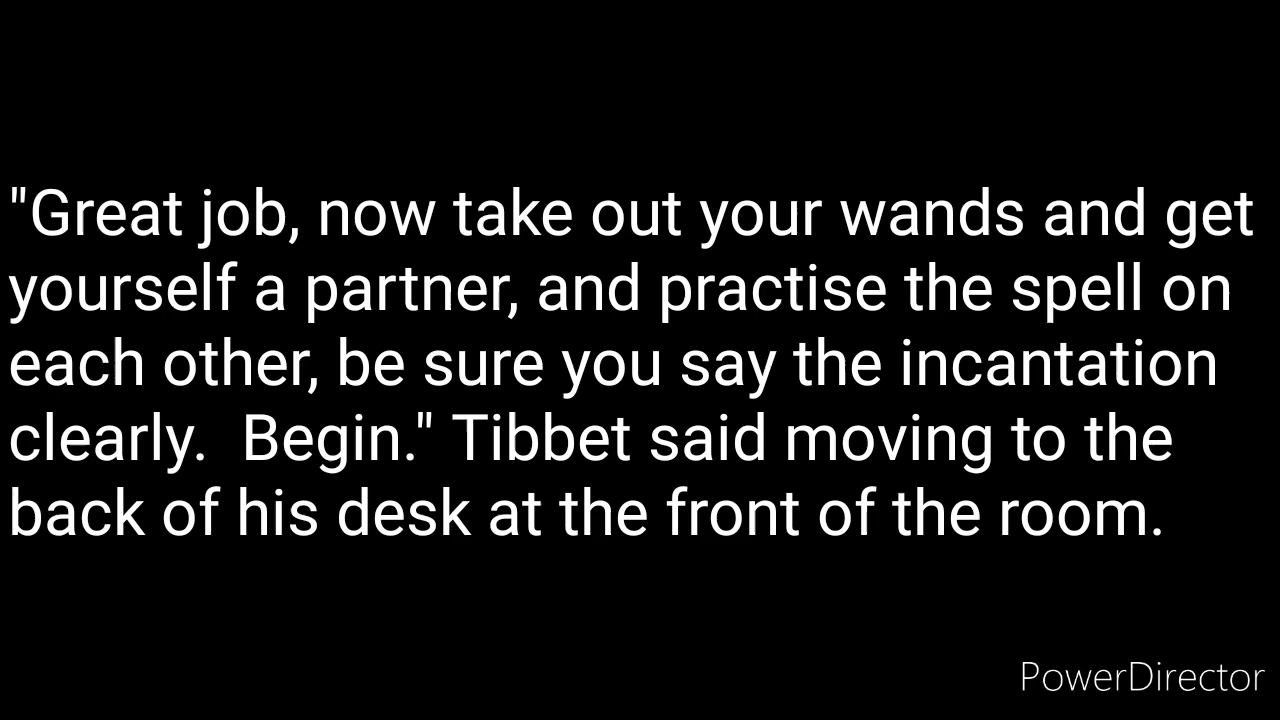 "Great job, now take out your wands and get
yourself a partner, and practise the spell on
each other, be sure you say the incantation
clearly.  Begin." Tibbet said moving to the
back of his desk at the front of the room.
PowerDirector